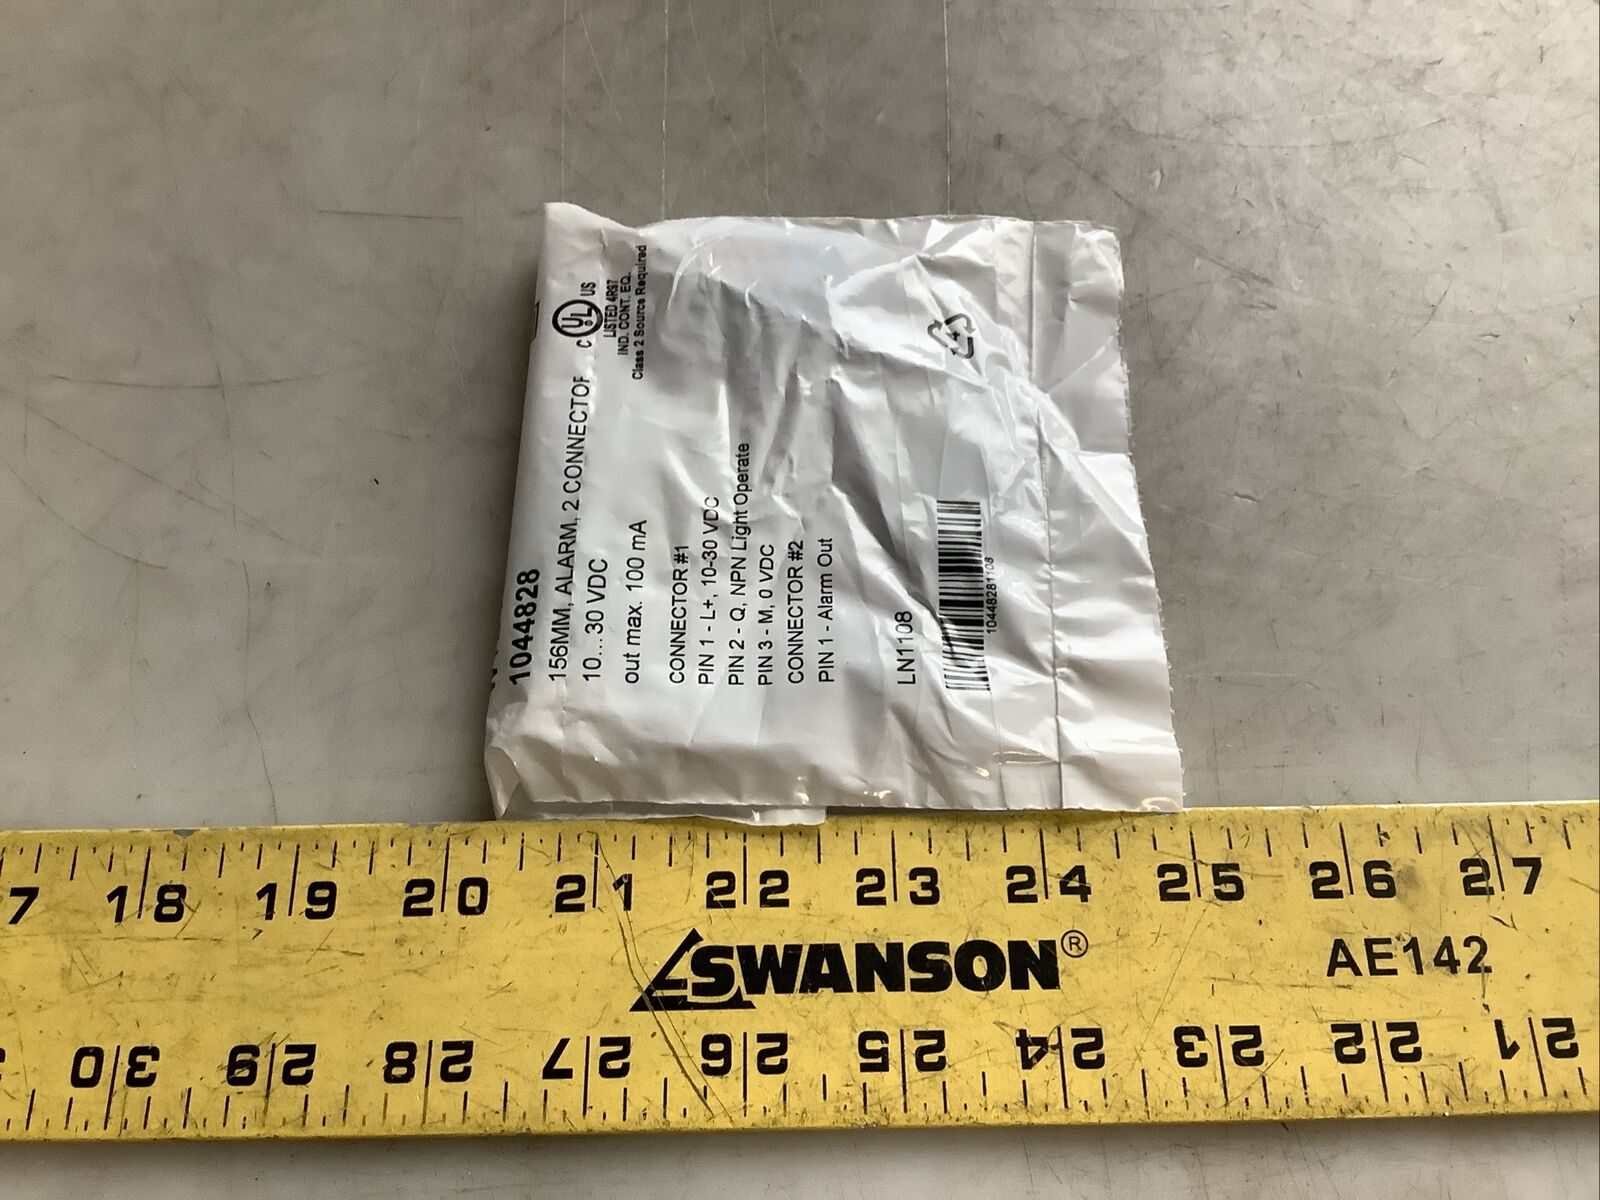 1044828
156MM, ALARM, 2 CONNECTOR
10....30 VDC
out max. 100 mA
C UL US
LISTED 4R97
IND. CONT. EQ.
Class 2 Source Required
CONNECTOR #1
PIN 1 - L+, 10-30 VDC
PIN 2 - Q, NPN Light Operate
PIN 3 - M, 0 VDC
CONNECTOR #2
PIN 1 - Alarm Out
LN1108
10448281108
4
7 18 19 20 21 22 23 24 25 26 27
SWANSON® AE142
30 29 28 27 26 25 24 23 22 21